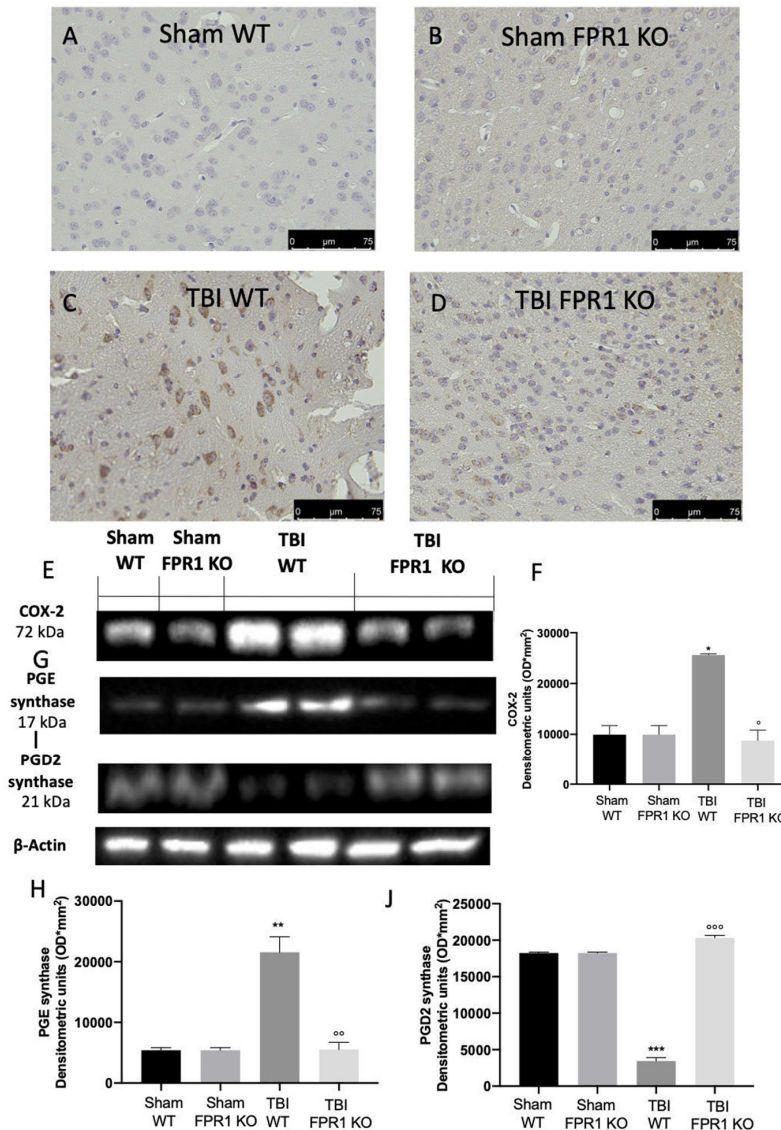 A
Sham WT
0 µm 75
B
Sham FPR1 KO
0 µm 75
C
TBI WT
0 µm 75
D
TBI FPR1 KO
0 µm 75
E
Sham
WT
Sham
FPR1 KO
TBI
WT
TBI
FPR1 KO
COX-2
72 kDa
G
PGE
synthase
17 kDa
I
PGD2
synthase
21 kDa
β-Actin
F
COX-2
Densitometric units (OD*mm²)
30000
20000
10000
0
*
°
Sham
WT
Sham
FPR1 KO
TBI
WT
TBI
FPR1 KO
H
PGE synthase
Densitometric units (OD*mm²)
30000
20000
10000
0
**
°°
Sham
WT
Sham
FPR1 KO
TBI
WT
TBI
FPR1 KO
J
PGD2 synthase
Densitometric units (OD*mm²)
25000
20000
15000
10000
5000
0
***
°°°
Sham
WT
Sham
FPR1 KO
TBI
WT
TBI
FPR1 KO